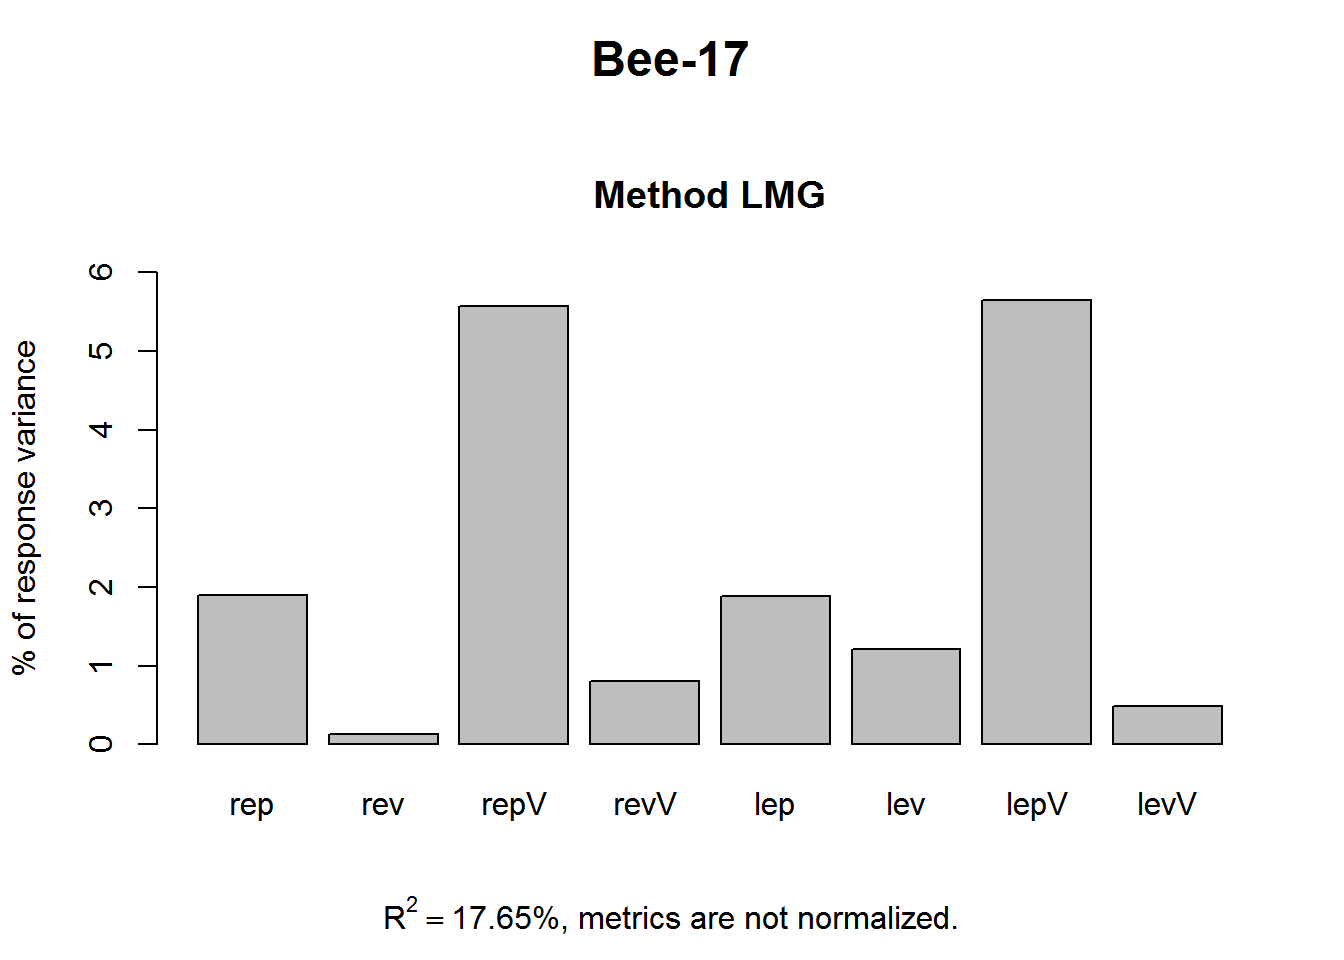 Bee-17
Method LMG
% of response variance
6
5
4
3
2
1
0
rep rev repV revV lep lev lepV levV
R² = 17.65%, metrics are not normalized.